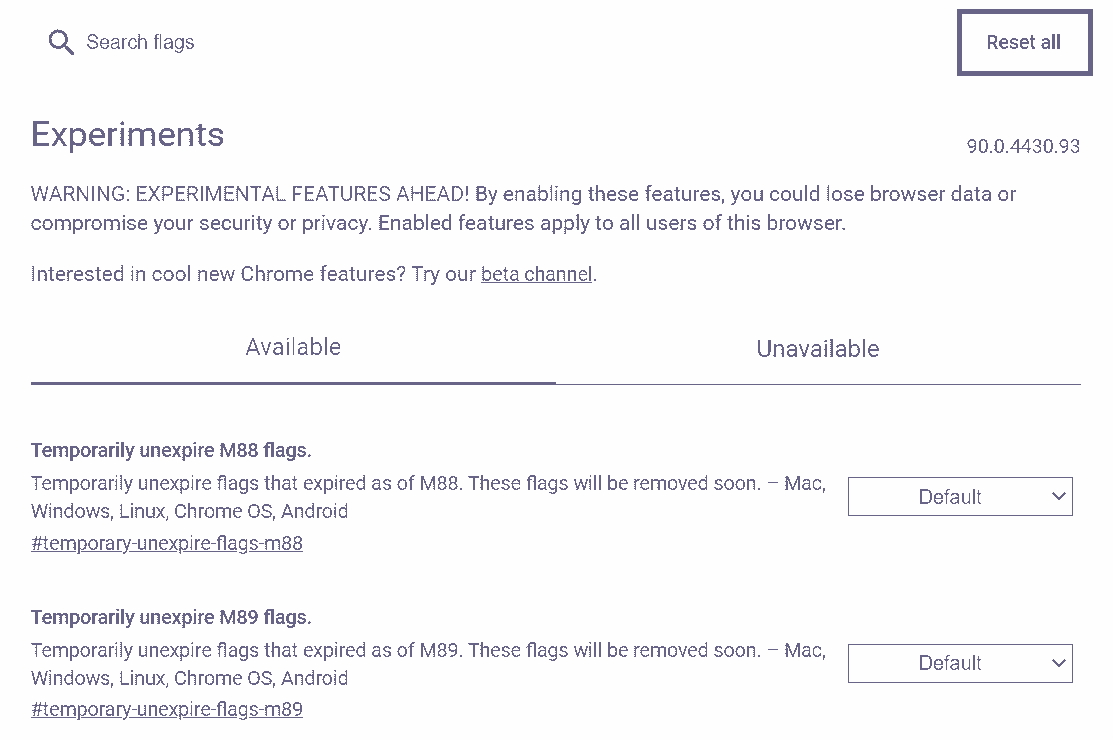 Search flags
Reset all
Experiments
90.0.4430.93
WARNING: EXPERIMENTAL FEATURES AHEAD! By enabling these features, you could lose browser data or
compromise your security or privacy. Enabled features apply to all users of this browser.
Interested in cool new Chrome features? Try our beta channel.
Available
Unavailable
Temporarily unexpire M88 flags.
Temporarily unexpire flags that expired as of M88. These flags will be removed soon. – Mac,
Windows, Linux, Chrome OS, Android
Default
#temporary-unexpire-flags-m88
Temporarily unexpire M89 flags.
Temporarily unexpire flags that expired as of M89. These flags will be removed soon. – Mac,
Windows, Linux, Chrome OS, Android
Default
#temporary-unexpire-flags-m89